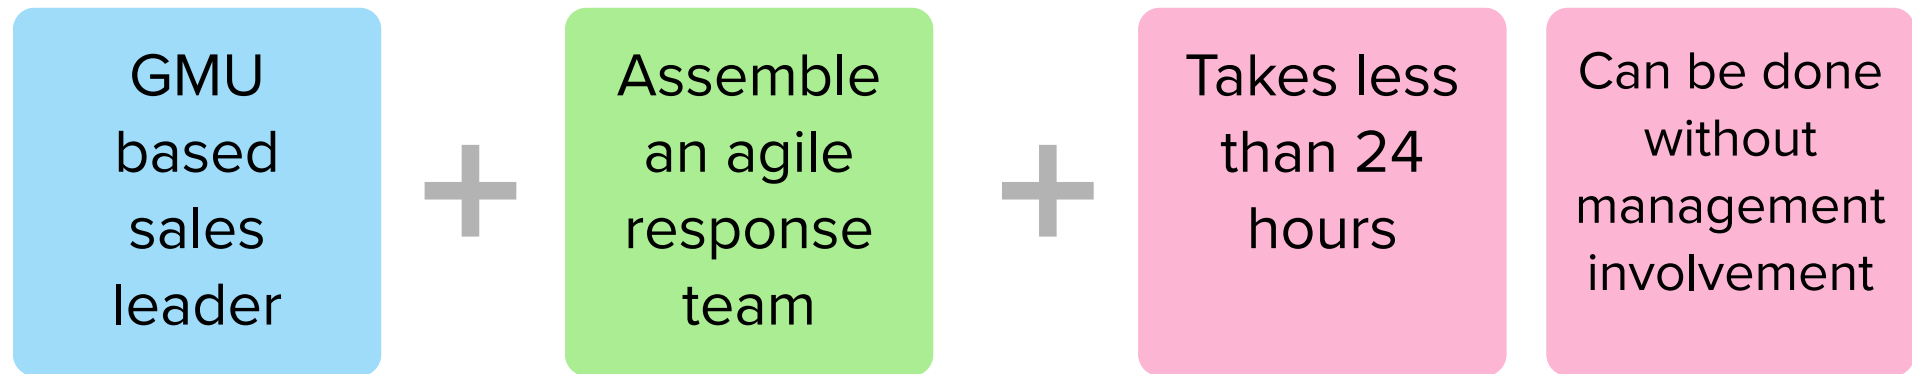 GMU
based
sales
leader
Assemble
an agile
response
team
Takes less
than 24
hours
Can be done
without
management
involvement